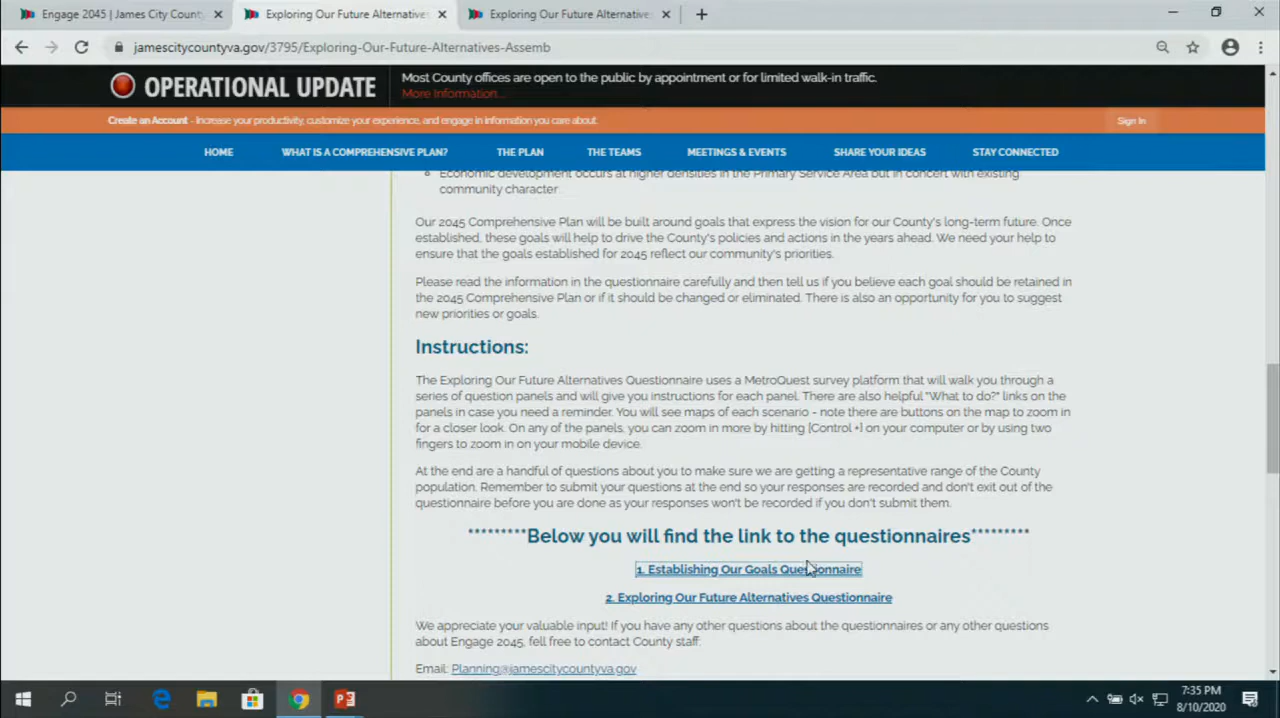 Engage 2045 | James City County
Exploring Our Future Alternatives
Exploring Our Future Alternatives
jamescitycountyva.gov/3795/Exploring-Our-Future-Alternatives-Assemb
OPERATIONAL UPDATE
Most County offices are open to the public by appointment or for limited walk-in traffic.
More Information...
Create an Account - Increase your productivity, customize your experience, and engage in information you care about.
Sign In
HOME WHAT IS A COMPREHENSIVE PLAN? THE PLAN THE TEAMS MEETINGS & EVENTS SHARE YOUR IDEAS STAY CONNECTED
Economic development occurs at higher densities in the Primary Service Area but in concert with existing
community character
Our 2045 Comprehensive Plan will be built around goals that express the vision for our County's long-term future. Once
established, these goals will help to drive the County's policies and actions in the years ahead. We need your help to
ensure that the goals established for 2045 reflect our community's priorities.
Please read the information in the questionnaire carefully and then tell us if you believe each goal should be retained in
the 2045 Comprehensive Plan or if it should be changed or eliminated. There is also an opportunity for you to suggest
new priorities or goals.
Instructions:
The Exploring Our Future Alternatives Questionnaire uses a MetroQuest survey platform that will walk you through a
series of question panels and will give you instructions for each panel. There are also helpful "What to do?" links on the
panels in case you need a reminder. You will see maps of each scenario - note there are buttons on the map to zoom in
for a closer look. On any of the panels, you can zoom in more by hitting [Control +] on your computer or by using two
fingers to zoom in on your mobile device.
At the end are a handful of questions about you to make sure we are getting a representative range of the County
population. Remember to submit your questions at the end so your responses are recorded and don't exit out of the
questionnaire before you are done as your responses won't be recorded if you don't submit them.
*********Below you will find the link to the questionnaires*********
1. Establishing Our Goals Questionnaire
2. Exploring Our Future Alternatives Questionnaire
We appreciate your valuable input! If you have any other questions about the questionnaires or any other questions
about Engage 2045, fell free to contact County staff:
Email: Planning@jamescitycountyva.gov
7:35 PM
8/10/2020